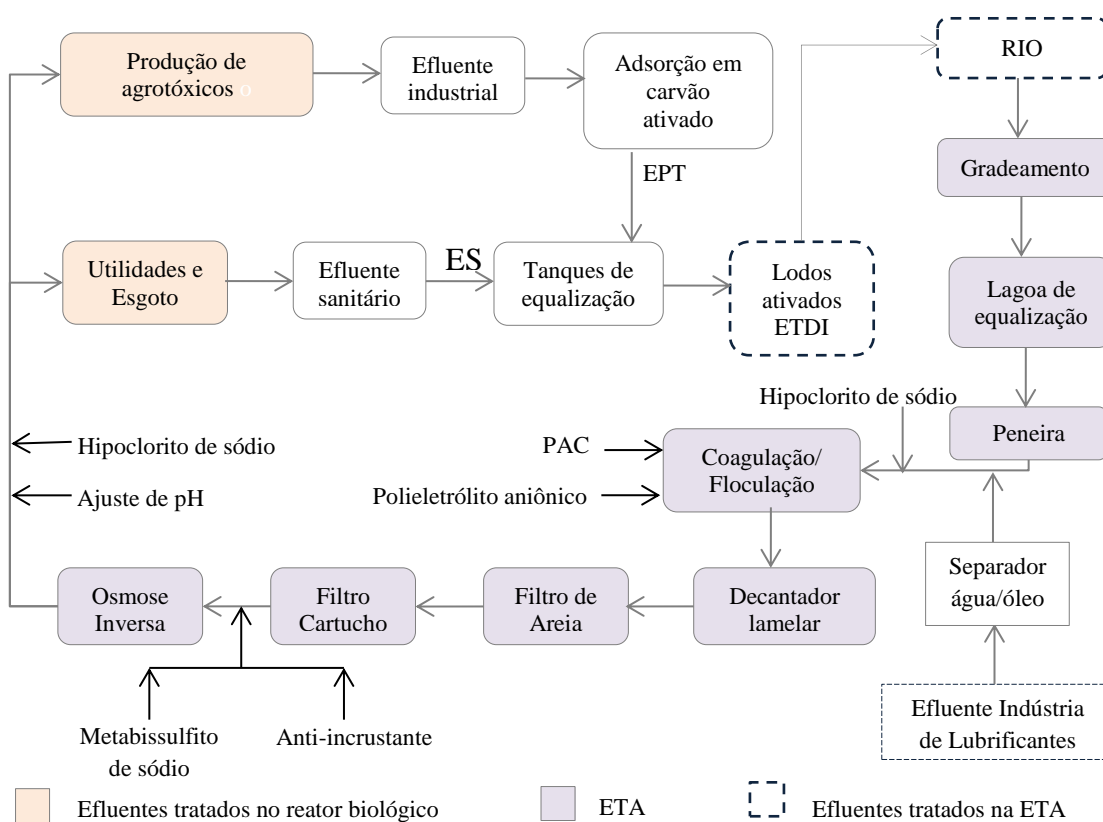 Produção de
agrotóxicos o
Efluente
industrial
Adsorção em
carvão
ativado
RIO
EPT
Gradeamento
Utilidades e
Esgoto
Efluente
sanitário
ES
Tanques de
equalização
Lodos
ativados
ETDI
Lagoa de
equalização
Hipoclorito de sódio
Peneira
Hipoclorito de sódio
PAC
Coagulação/
Floculação
Ajuste de pH
Polieletrólito aniônico
Osmose
Inversa
Filtro
Cartucho
Filtro de
Areia
Decantador
lamelar
Separador
água/óleo
Metabissulfito
de sódio
Anti-incrustante
Efluente Indústria
de Lubrificantes
Efluentes tratados no reator biológico
ETA
Efluentes tratados na ETA